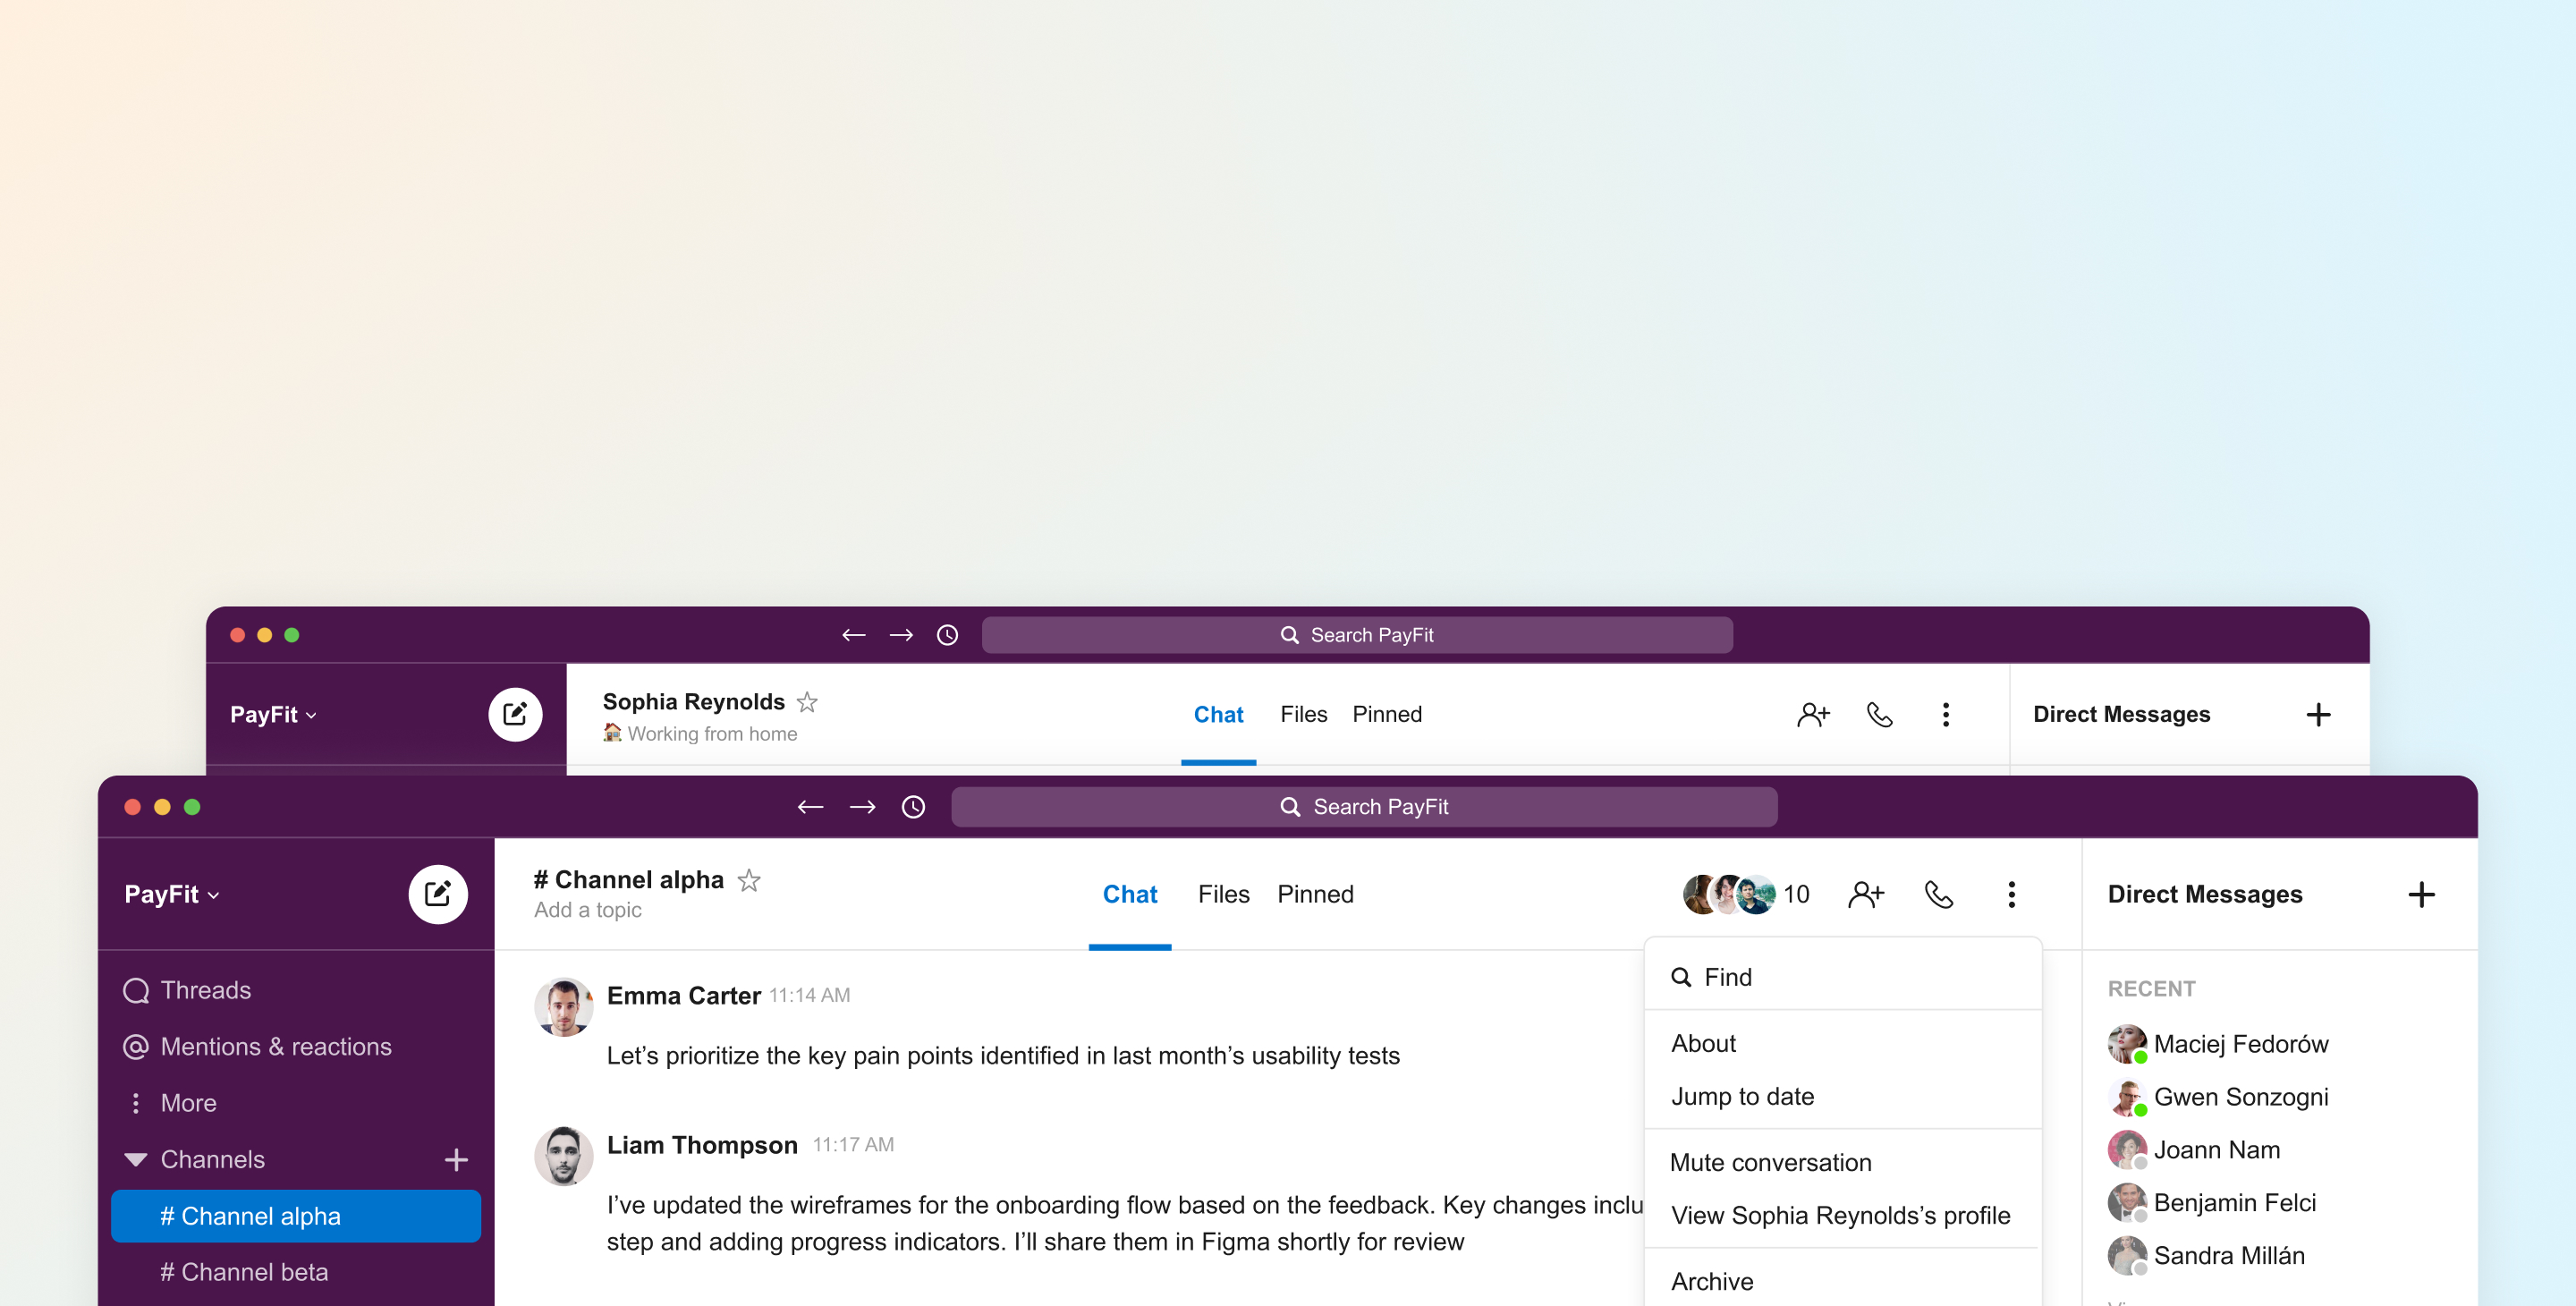 Search PayFit
PayFit
Sophia Reynolds
Working from home
Chat
Files
Pinned
Direct Messages
Search PayFit
PayFit
# Channel alpha
Add a topic
Chat
Files
Pinned
10
Direct Messages
Threads
Mentions & reactions
More
Channels
# Channel alpha
# Channel beta
Emma Carter 11:14 AM
Let’s prioritize the key pain points identified in last month’s usability tests
Liam Thompson 11:17 AM
I’ve updated the wireframes for the onboarding flow based on the feedback. Key changes inclu
step and adding progress indicators. I’ll share them in Figma shortly for review
Find
About
Jump to date
Mute conversation
View Sophia Reynolds’s profile
Archive
RECENT
Maciej Fedorów
Gwen Sonzogni
Joann Nam
Benjamin Felci
Sandra Millán